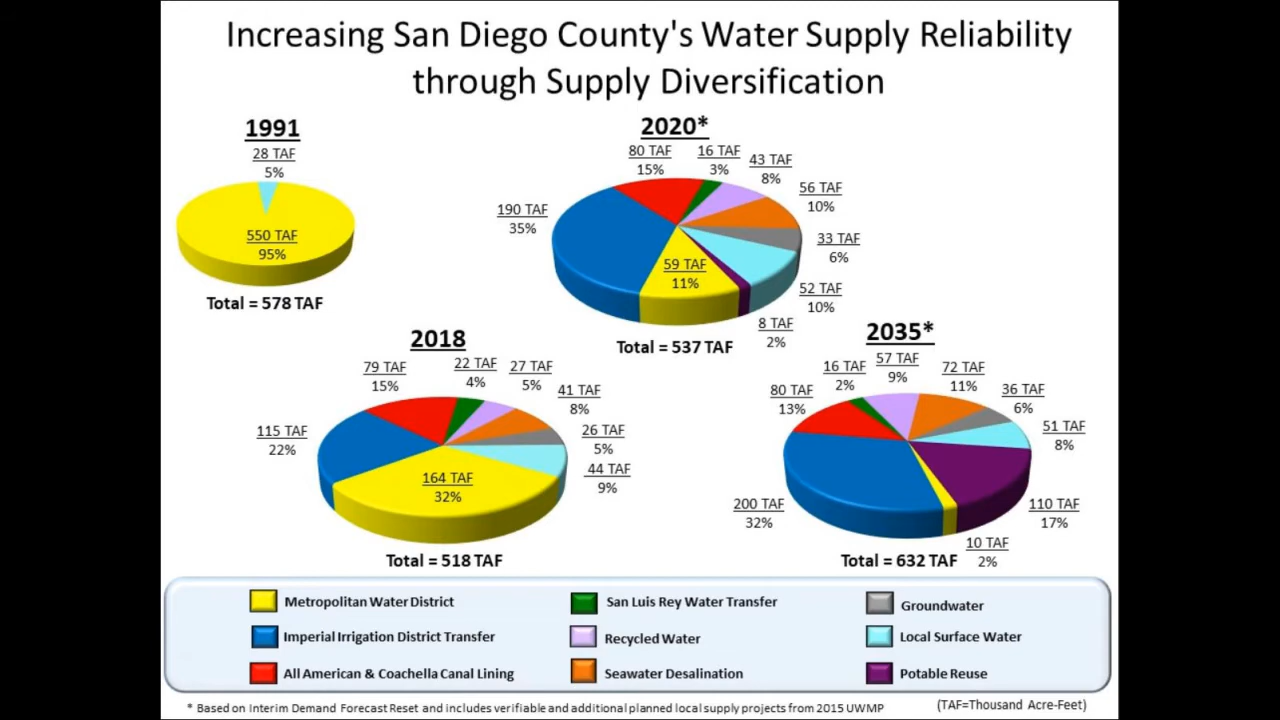 Increasing San Diego County's Water Supply Reliability
through Supply Diversification
1991
28 TAF
5%
550 TAF
95%
Total = 578 TAF
2020*
80 TAF
15%
16 TAF
3%
43 TAF
8%
56 TAF
10%
33 TAF
6%
52 TAF
10%
8 TAF
2%
59 TAF
11%
190 TAF
35%
Total = 537 TAF
2018
79 TAF
15%
22 TAF
4%
27 TAF
5%
41 TAF
8%
26 TAF
5%
44 TAF
9%
164 TAF
32%
115 TAF
22%
Total = 518 TAF
2035*
80 TAF
13%
16 TAF
2%
57 TAF
9%
72 TAF
11%
36 TAF
6%
51 TAF
8%
110 TAF
17%
10 TAF
2%
200 TAF
32%
Total = 632 TAF
Metropolitan Water District
San Luis Rey Water Transfer
Groundwater
Imperial Irrigation District Transfer
Recycled Water
Local Surface Water
All American & Coachella Canal Lining
Seawater Desalination
Potable Reuse
* Based on Interim Demand Forecast Reset and includes verifiable and additional planned local supply projects from 2015 UWMP
(TAF=Thousand Acre-Feet)